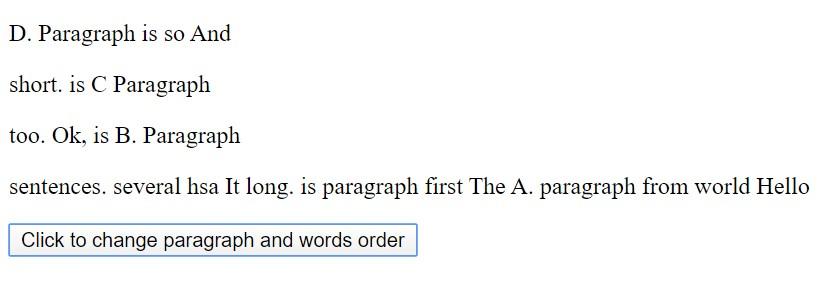 D. Paragraph is so And
short. is C Paragraph
too. Ok, is B. Paragraph
sentences. several hsa It long. is paragraph first The A. paragraph from world Hello
Click to change paragraph and words order